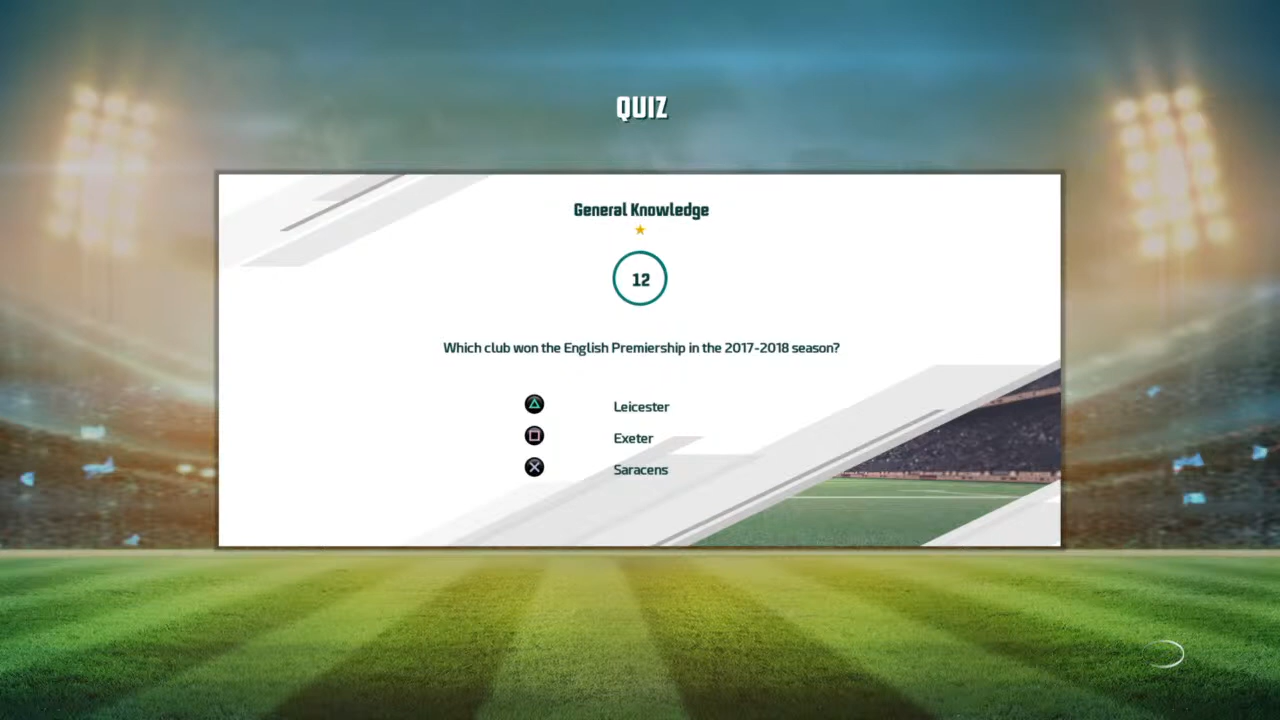 QUIZ
General Knowledge
12
Which club won the English Premiership in the 2017-2018 season?
Leicester
Exeter
Saracens